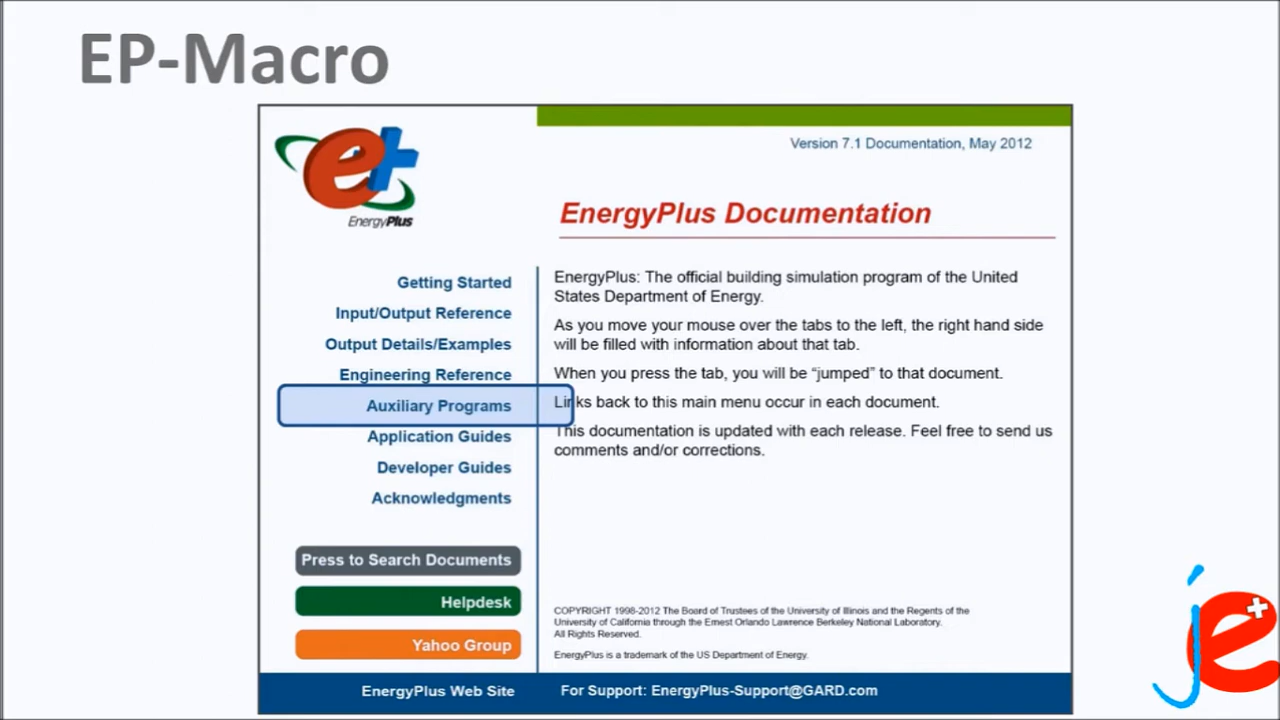 EP-Macro
Version 7.1 Documentation, May 2012
EnergyPlus
EnergyPlus Documentation
Getting Started
Input/Output Reference
Output Details/Examples
Engineering Reference
Auxiliary Programs
Application Guides
Developer Guides
Acknowledgments
Press to Search Documents
Helpdesk
Yahoo Group
EnergyPlus: The official building simulation program of the United
States Department of Energy.
As you move your mouse over the tabs to the left, the right hand side
will be filled with information about that tab.
When you press the tab, you will be “jumped” to that document.
Links back to this main menu occur in each document.
This documentation is updated with each release. Feel free to send us
comments and/or corrections.
COPYRIGHT 1998-2012 The Board of Trustees of the University of Illinois and the Regents of the
University of California through the Ernest Orlando Lawrence Berkeley National Laboratory.
All Rights Reserved.
EnergyPlus is a trademark of the US Department of Energy.
EnergyPlus Web Site
For Support: EnergyPlus-Support@GARD.com
je+